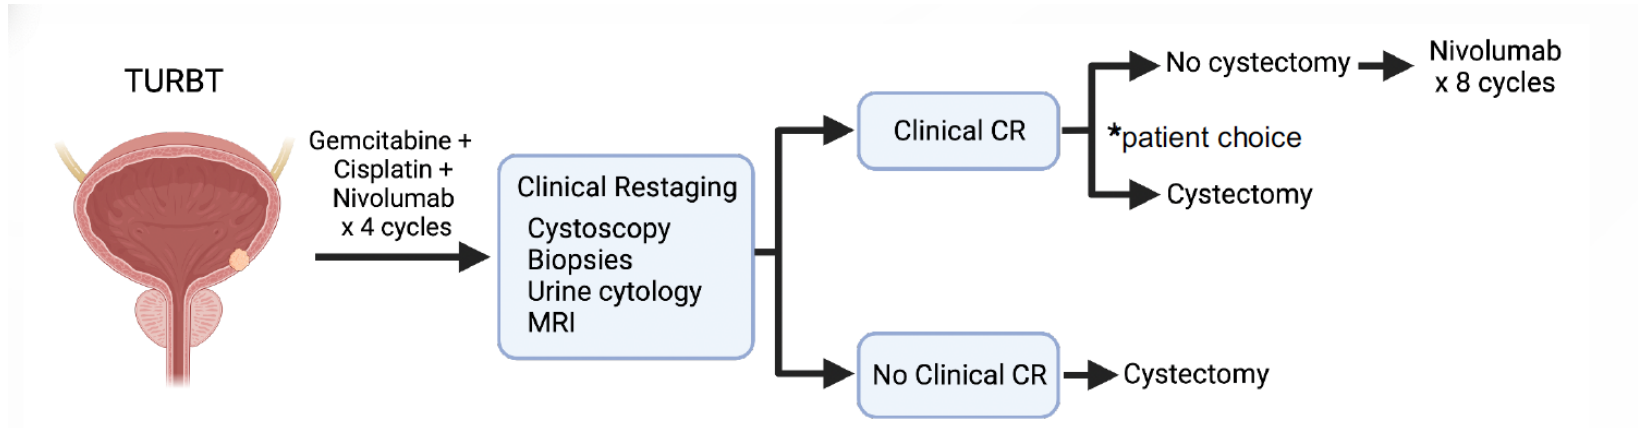 TURBT
Gemcitabine +
Cisplatin +
Nivolumab
x 4 cycles
Clinical Restaging
Cystoscopy
Biopsies
Urine cytology
MRI
Clinical CR
No cystectomy
Nivolumab
x 8 cycles
*patient choice
Cystectomy
No Clinical CR
Cystectomy